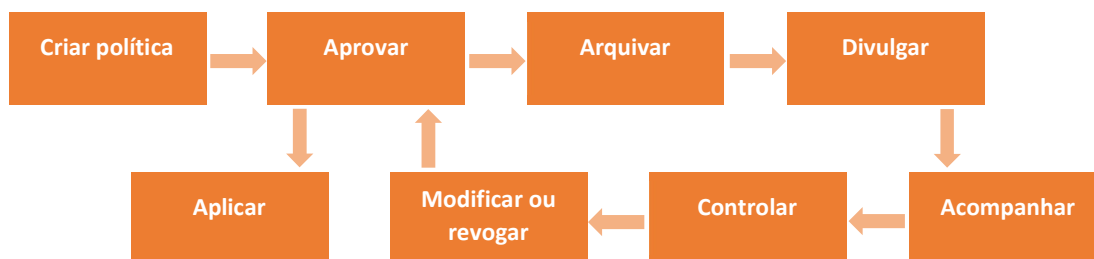 Criar política
Aprovar
Arquivar
Divulgar
Aplicar
Modificar ou
revogar
Controlar
Acompanhar